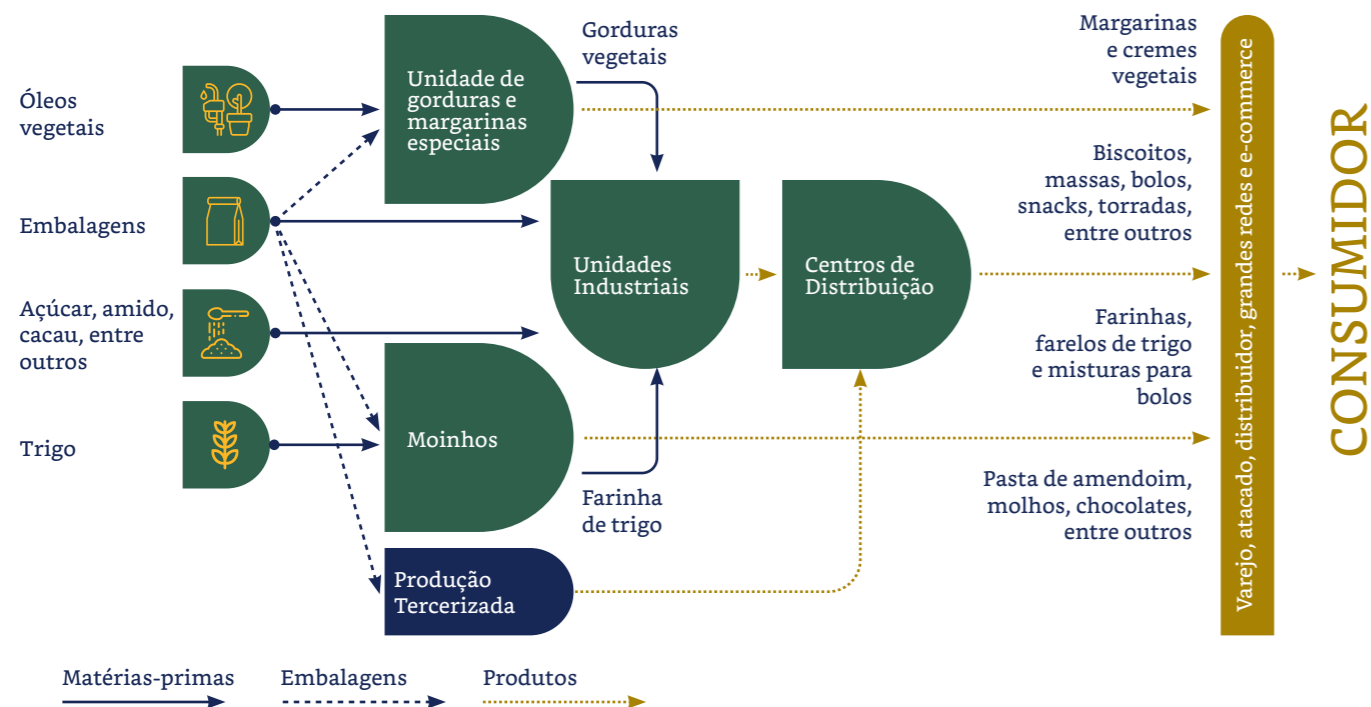 Óleos
vegetais
Embalagens
Açúcar, amido,
cacau, entre
outros
Trigo
Unidade de
gorduras e
margarinas
especiais
Gorduras
vegetais
Unidades
Industriais
Centros de
Distribuição
Moinhos
Farinha
de trigo
Produção
Tercerizada
Margarinas
e cremes
vegetais
Biscoitos,
massas, bolos,
snacks, torradas,
entre outros
Farinhas,
farelos de trigo
e misturas para
bolos
Pasta de amendoim,
molhos, chocolates,
entre outros
Varejo, atacado, distribuidor, grandes redes e e-commerce
CONSUMIDOR
Matérias-primas
Embalagens
Produtos